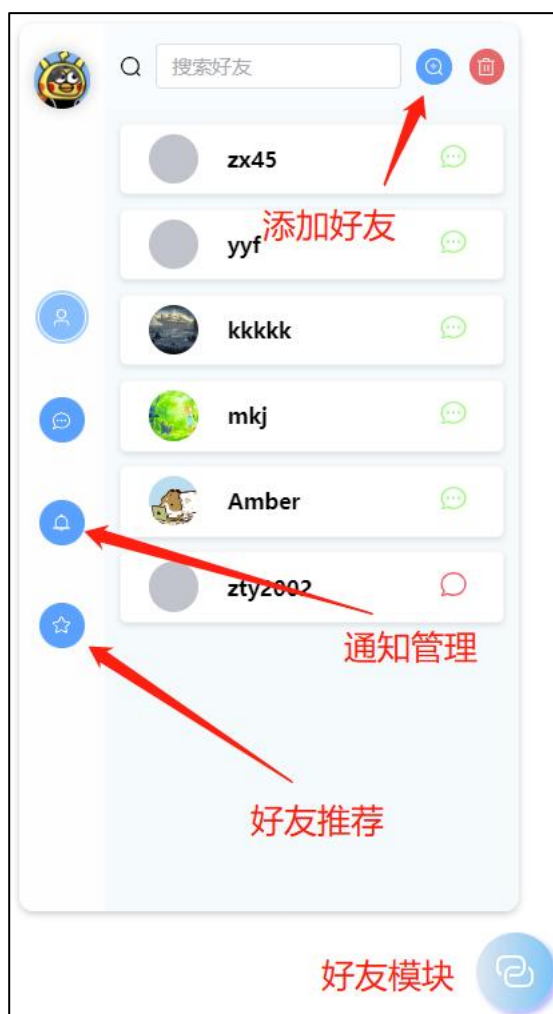 搜索好友
zx45
添加好友
yyf
kkkkk
mkj
Amber
zty2002
通知管理
好友推荐
好友模块